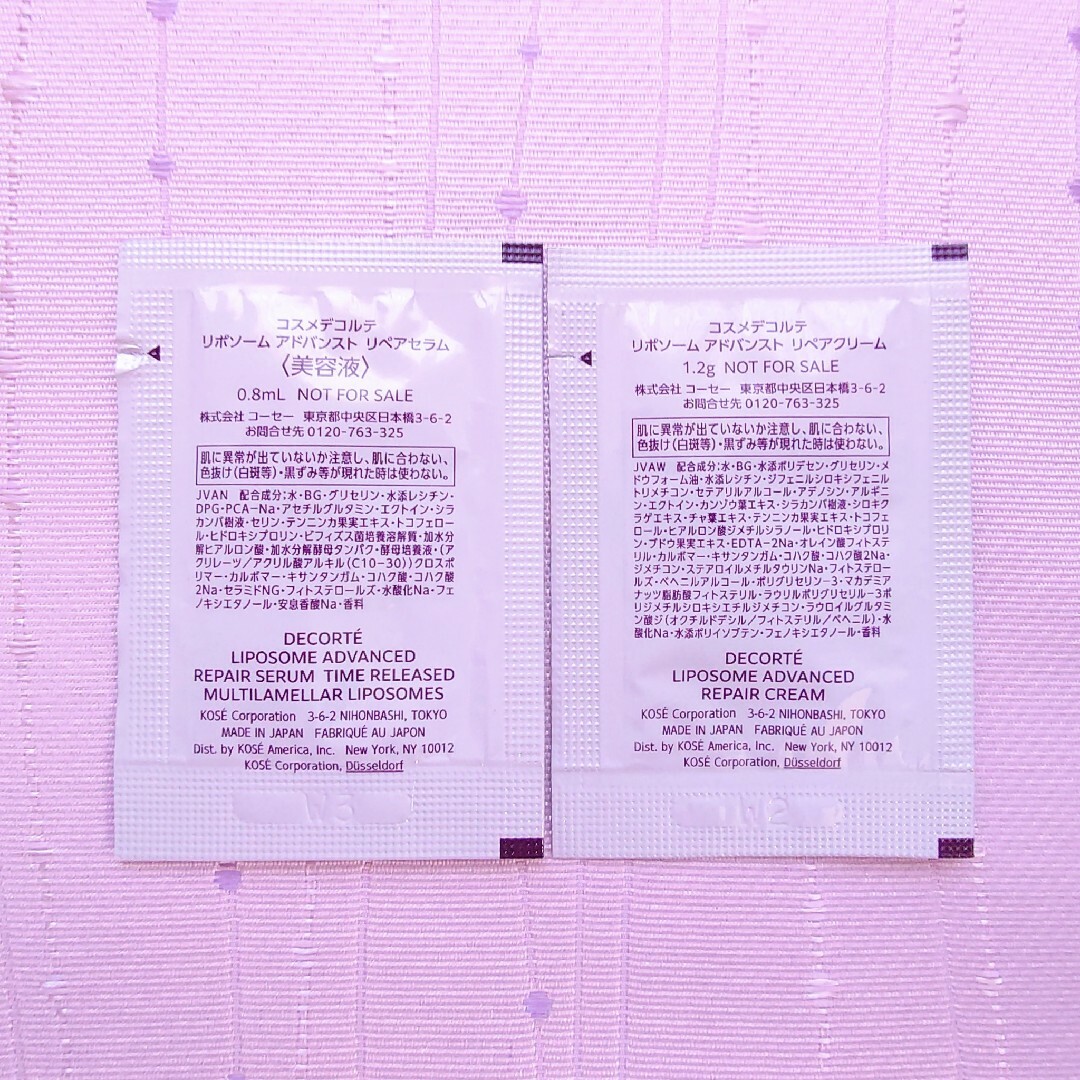 コスメデコルテ
リポソーム アドバンスト リペアセラム
〈美容液〉
0.8mL NOT FOR SALE
株式会社 コーセー 東京都中央区日本橋3-6-2
お問合せ先 0120-763-325
肌に異常が出ていないか注意し、肌に合わない、
色抜け(白斑等)・黒ずみ等が現れた時は使わない。
JVAN 配合成分:水・BG・グリセリン・水添レシチン・
DPG・PCA-Na・アセチルグルタミン・エクトイン・シラ
カンバ樹液・セリン・テンニンカ果実エキス・トコフェロ
ール・ヒドロキシプロリン・ビフィズス菌培養溶解質・加水分
解ヒアルロン酸・加水分解酵母タンパク・酵母培養液・(ア
クリレーツ/アクリル酸アルキル(C10-30))クロスポ
リマー・カルボマー・キサンタンガム・コハク酸・コハク酸
2Na・セラミドNG・フィトステロールズ・水酸化Na・フェ
ノキシエタノール・安息香酸Na・香料
DECORTÉ
LIPOSOME ADVANCED
REPAIR SERUM TIME RELEASED
MULTILAMELLAR LIPOSOMES
KOSÉ Corporation 3-6-2 NIHONBASHI, TOKYO
MADE IN JAPAN FABRIQUÉ AU JAPON
Dist. by KOSÉ America, Inc. New York, NY 10012
KOSÉ Corporation, Düsseldorf
W3
コスメデコルテ
リポソーム アドバンスト リペアクリーム
1.2g NOT FOR SALE
株式会社 コーセー 東京都中央区日本橋3-6-2
お問合せ先 0120-763-325
肌に異常が出ていないか注意し、肌に合わない、
色抜け(白斑等)・黒ずみ等が現れた時は使わない。
JVAW 配合成分:水・BG・水添ポリデセン・グリセリン・メ
ドウフォーム油・水添レシチン・ジフェニルシロキシフェニル
トリメチコン・セテアリルアルコール・アデノシン・アルギニ
ン・エクトイン・カンゾウ葉エキス・シラカンバ樹液・シロキク
ラゲエキス・チャ葉エキス・テンニンカ果実エキス・トコフェ
ロール・ヒアルロン酸ジメチルシラノール・ヒドロキシプロリ
ン・ブドウ果実エキス・EDTA-2Na・オレイン酸フィトステ
リル・カルボマー・キサンタンガム・コハク酸・コハク酸2Na・
ジメチコン・ステアロイルメチルタウリンNa・フィトステロ
ールズ・ベヘニルアルコール・ポリグリセリン-3・マカデミア
ナッツ脂肪酸フィトステリル・ラウリルポリグリセリル-3ポ
リジメチルシロキシエチルジメチコン・ラウロイルグルタミ
ン酸ジ(オクチルドデシル/フィトステリル/ベヘニル)・水
酸化Na・水添ポリイソブテン・フェノキシエタノール・香料
DECORTÉ
LIPOSOME ADVANCED
REPAIR CREAM
KOSÉ Corporation 3-6-2 NIHONBASHI, TOKYO
MADE IN JAPAN FABRIQUÉ AU JAPON
Dist. by KOSÉ America, Inc. New York, NY 10012
KOSÉ Corporation, Düsseldorf
W2